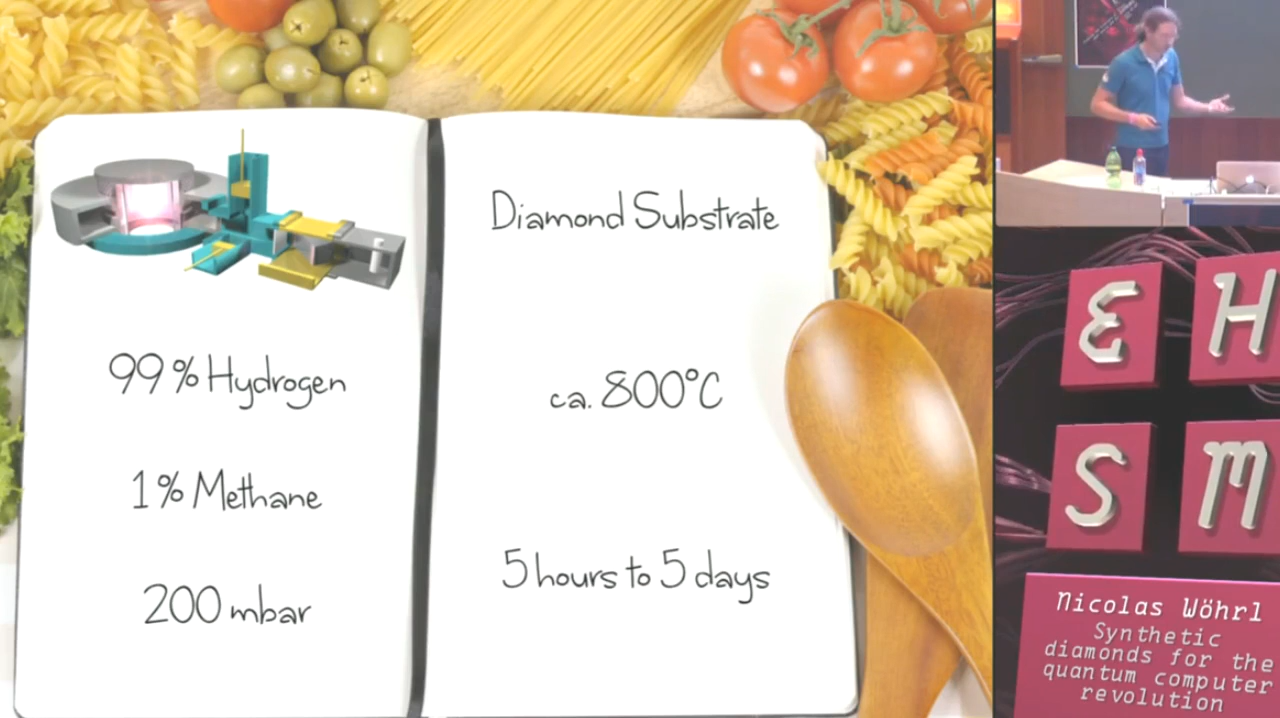 99% Hydrogen
1% Methane
200 mbar
Diamond Substrate
ca. 800°C
5 hours to 5 days
E H
S M
Nicolas Wöhrl
Synthetic
diamonds for the
quantum computer
revolution